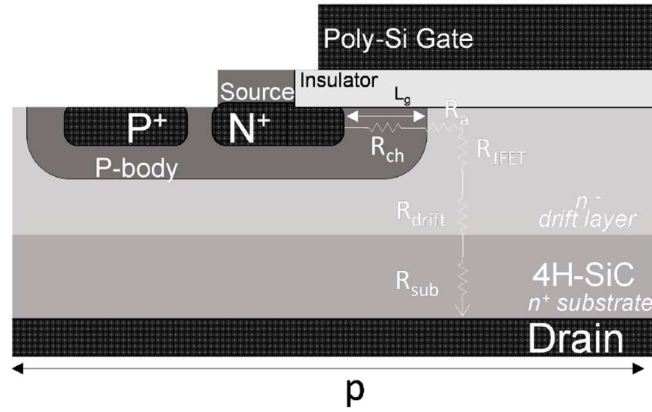 Poly-Si Gate
Source
Insulator
Lg
P+
N+
Ra
Rch
RJFET
P-body
n-
drift layer
Rdrift
Rsub
4H-SiC
n+ substrate
Drain
p